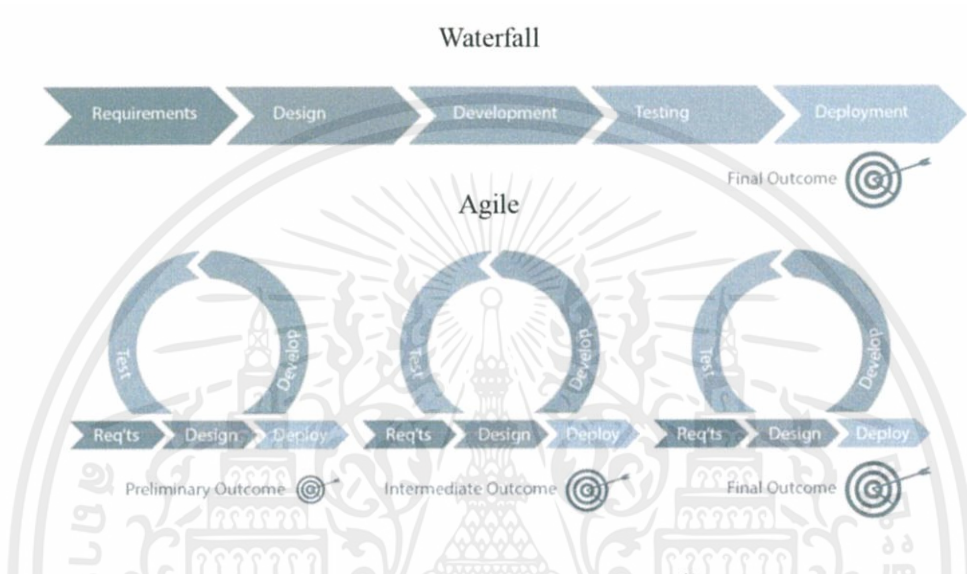 Waterfall
Requirements Design Development Testing Deployment
Final Outcome
Agile
Test Develop Test Develop Test Develop
Req'ts Design Deploy Req'ts Design Deploy Req'ts Design Deploy
Preliminary Outcome Intermediate Outcome Final Outcome